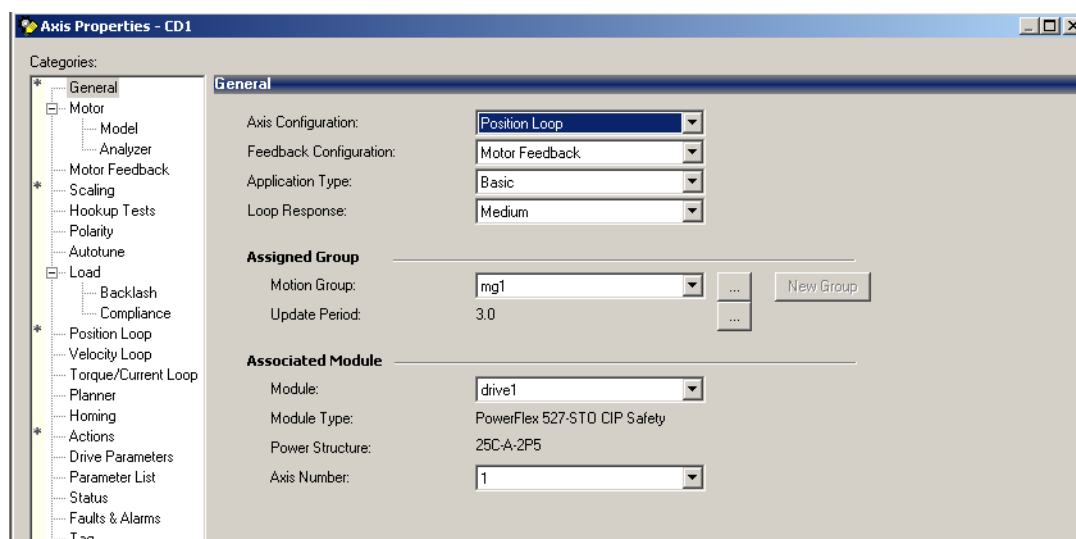 Axis Properties - CD1
Categories:
* General
Motor
Model
Analyzer
Motor Feedback
* Scaling
Hookup Tests
Polarity
Autotune
Load
Backlash
Compliance
* Position Loop
Velocity Loop
Torque/Current Loop
Planner
Homing
* Actions
Drive Parameters
Parameter List
Status
Faults & Alarms
Tag
General
Axis Configuration: Position Loop
Feedback Configuration: Motor Feedback
Application Type: Basic
Loop Response: Medium
Assigned Group
Motion Group: mg1 ... New Group
Update Period: 3.0 ...
Associated Module
Module: drive1
Module Type: PowerFlex 527-STO CIP Safety
Power Structure: 25C-A-2P5
Axis Number: 1